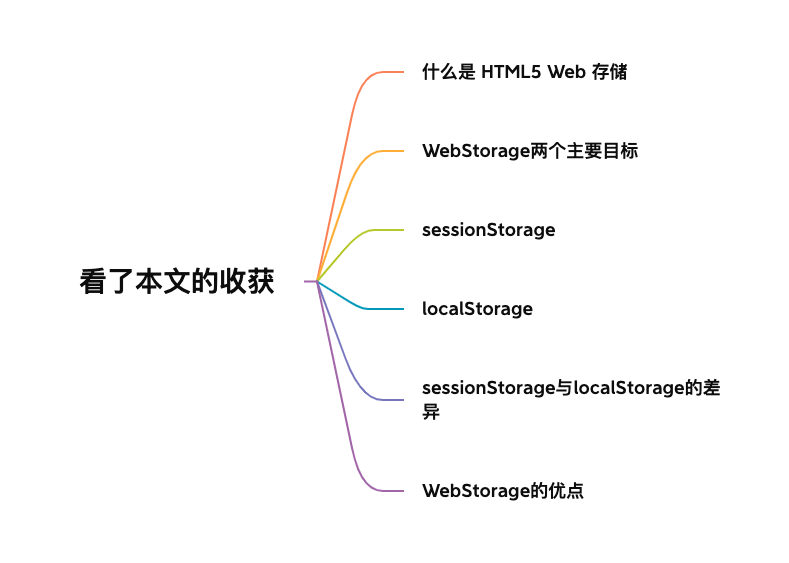 什么是 HTML5 Web 存储
WebStorage两个主要目标
sessionStorage
看了本文的收获
localStorage
sessionStorage与localStorage的差
异
WebStorage的优点